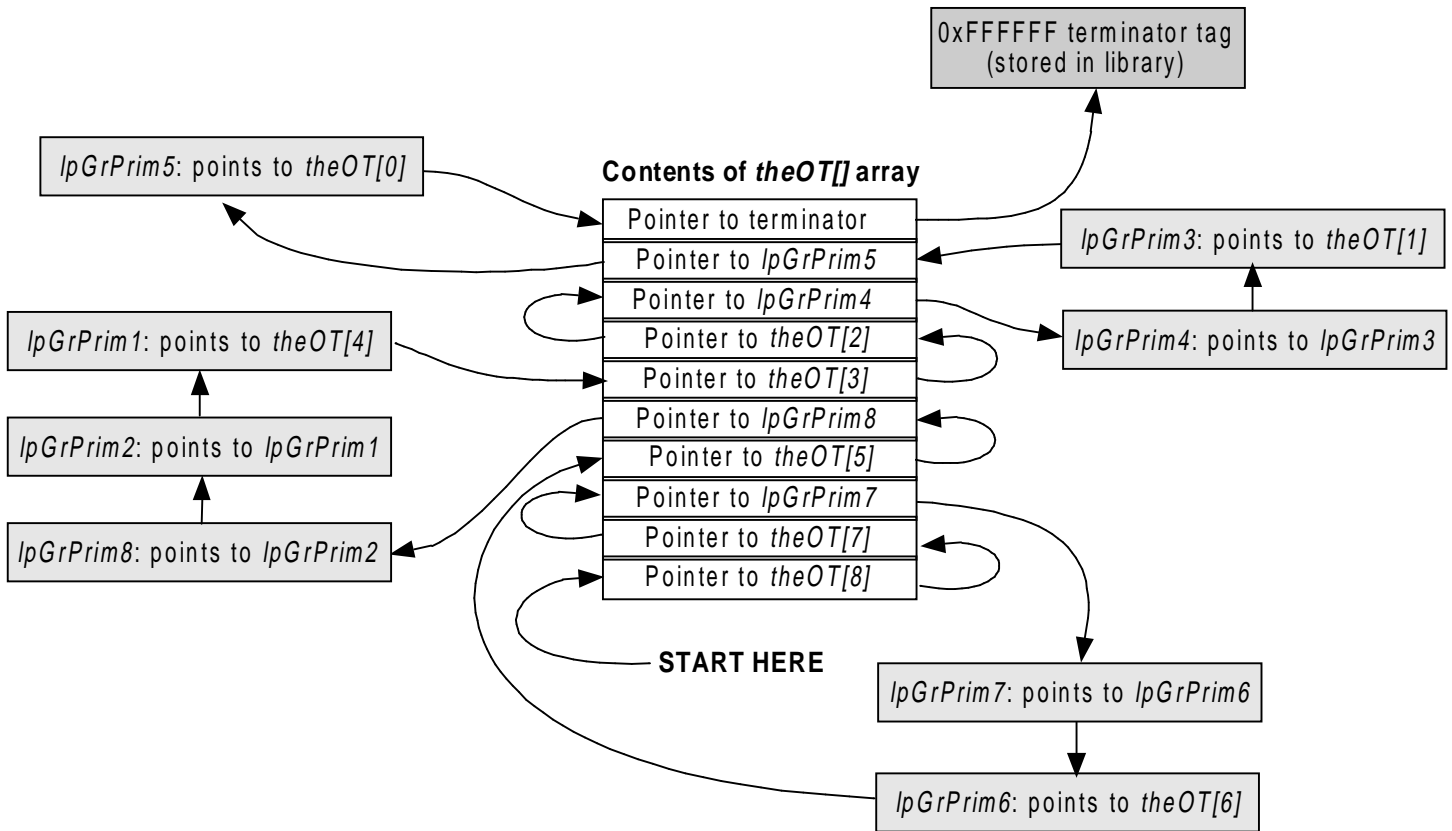 0xFFFFFF terminator tag
(stored in library)
lpGrPrim5: points to theOT[0]
Contents of theOT[] array
Pointer to terminator
Pointer to lpGrPrim5
Pointer to lpGrPrim4
Pointer to theOT[2]
Pointer to theOT[3]
Pointer to lpGrPrim8
Pointer to theOT[5]
Pointer to lpGrPrim7
Pointer to theOT[7]
Pointer to theOT[8]
START HERE
lpGrPrim3: points to theOT[1]
lpGrPrim4: points to lpGrPrim3
lpGrPrim1: points to theOT[4]
lpGrPrim2: points to lpGrPrim1
lpGrPrim8: points to lpGrPrim2
lpGrPrim7: points to lpGrPrim6
lpGrPrim6: points to theOT[6]